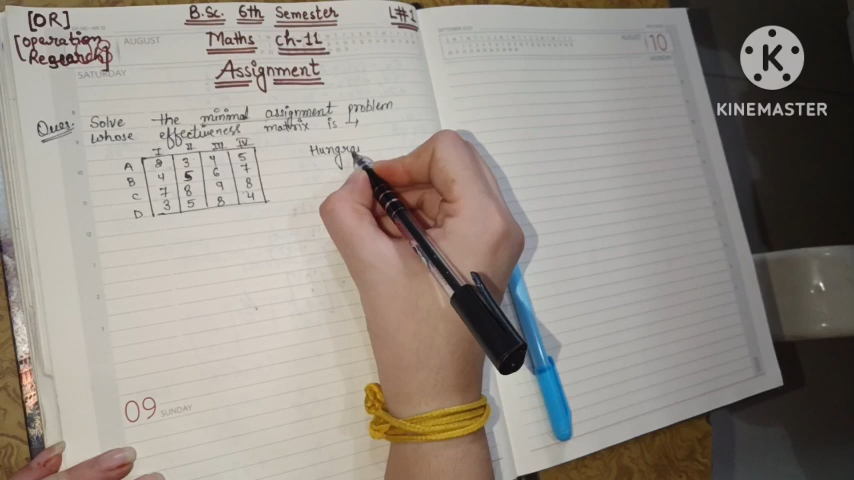 [OR]
[Operation
Research]
B.Sc. 6th Semester
Maths ch-11
Assignment
L#1
AUGUST
SATURDAY
Ques:- Solve the minimal assignment problem
whose effectiveness matrix is,
I II III IV
A 2 3 4 5
B 4 5 6 7
C 7 8 9 8
D 3 5 8 4
Hungra
09 SUNDAY
AUGUST 10
K
KINEMASTER